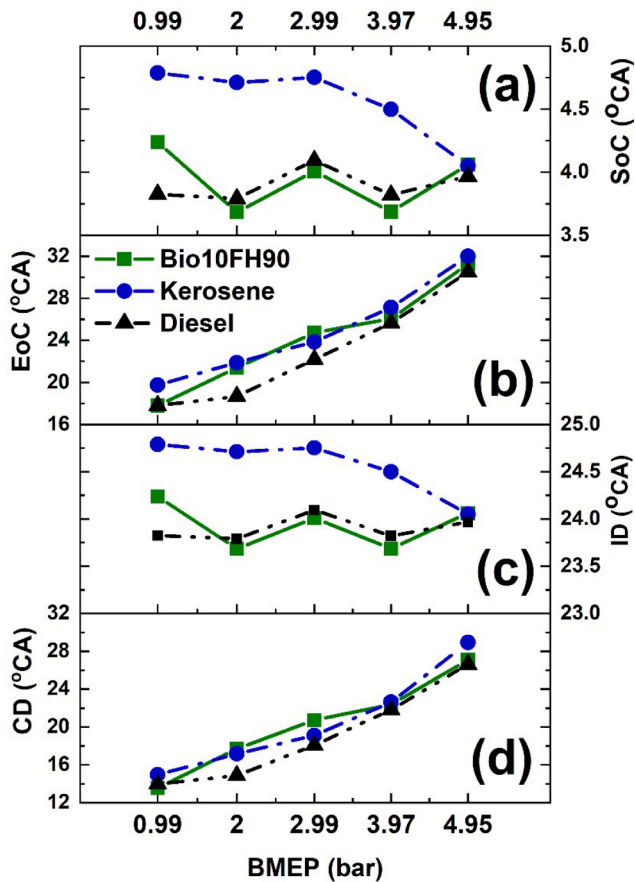 0.99 2 2.99 3.97 4.95
5.0
(a)
4.5
SoC (°CA)
4.0
3.5
32
Bio10FH90
Kerosene
28
Diesel
EoC (°CA)
24
20
(b)
16
25.0
24.5
ID (°CA)
24.0
23.5
(c)
23.0
32
28
CD (°CA)
24
20
16
(d)
12
0.99 2 2.99 3.97 4.95
BMEP (bar)